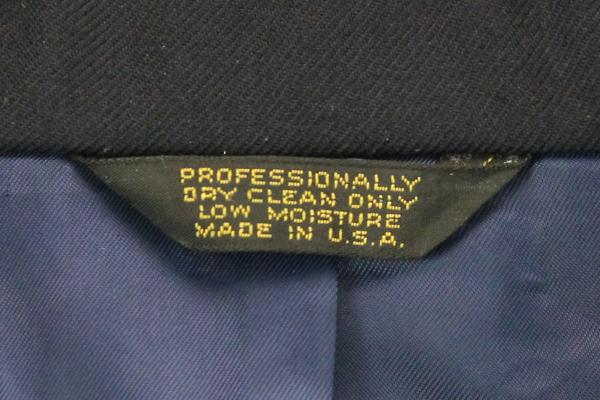 PROFESSIONALLY
DRY CLEAN ONLY
LOW MOISTURE
MADE IN U.S.A.